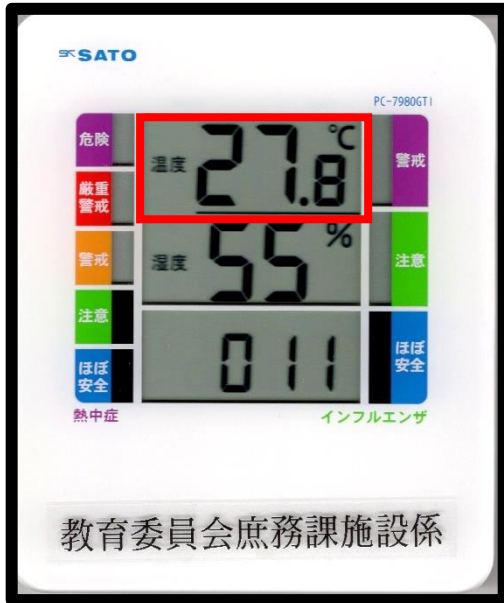 SK SATO
PC-7980GTI
危険
厳重
警戒
警戒
注意
ほぼ
安全
熱中症
温度 27.8 ℃
湿度 55 %
011
警戒
注意
ほぼ
安全
インフルエンザ
教育委員会庶務課施設係